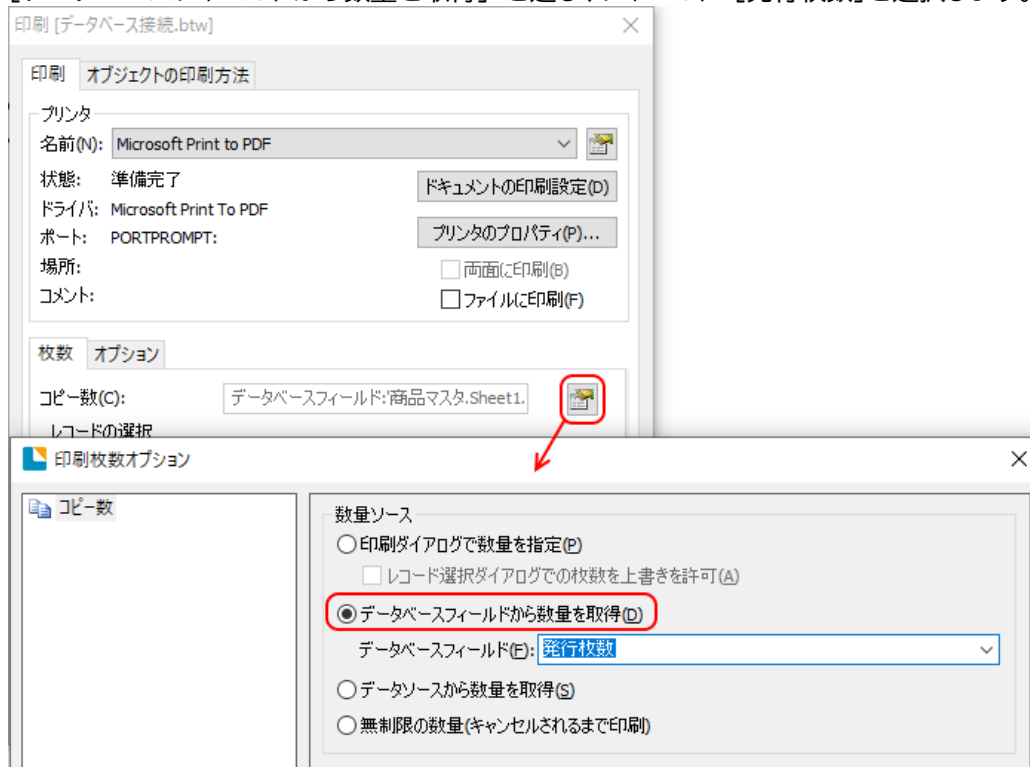 印刷 [データベース接続.btw]
印刷 オブジェクトの印刷方法
プリンタ
名前(N): Microsoft Print to PDF
状態: 準備完了
ドキュメントの印刷設定(D)
ドライバ: Microsoft Print To PDF
ポート: PORTPROMPT:
プリンタのプロパティ(P)...
場所:
両面に印刷(B)
コメント:
ファイルに印刷(F)
枚数 オプション
コピー数(C): データベースフィールド:'商品マスタ.Sheet1.
レコードの選択
印刷枚数オプション
コピー数
数量ソース
印刷ダイアログで数量を指定(P)
レコード選択ダイアログでの枚数を上書きを許可(A)
データベースフィールドから数量を取得(D)
データベースフィールド(F): 発行枚数
データソースから数量を取得(S)
無制限の数量(キャンセルされるまで印刷)